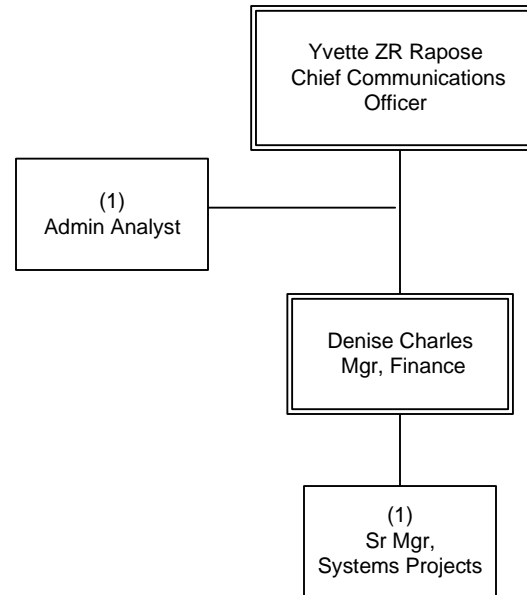 Yvette ZR Rapose
Chief Communications
Officer
(1)
Admin Analyst
Denise Charles
Mgr, Finance
(1)
Sr Mgr,
Systems Projects